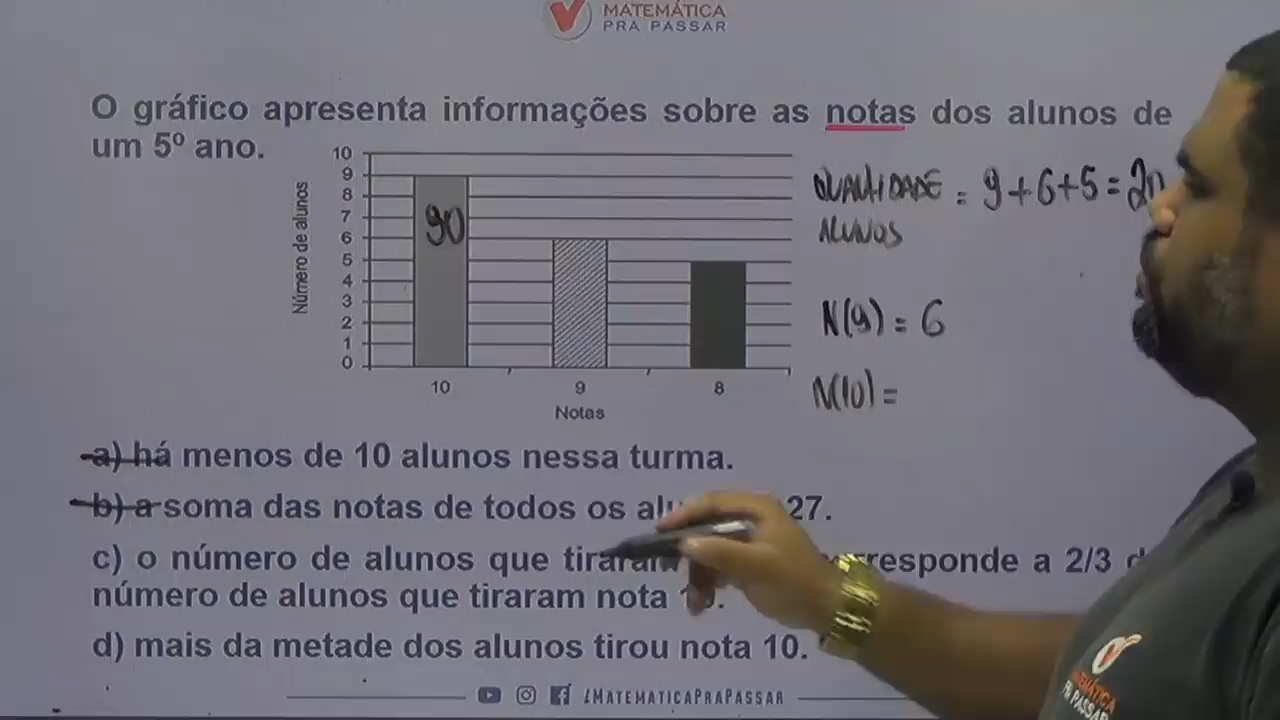 MATEMÁTICA
PRA PASSAR
O gráfico apresenta informações sobre as notas dos alunos de
um 5º ano.
Número de alunos
10
9
8
7
6
5
4
3
2
1
0
90
10 9 8
Notas
QUANTIDADE = 9+6+5=20
ALUNOS
N(9) = 6
N(10) =
a) há menos de 10 alunos nessa turma.
b) a soma das notas de todos os 27.
c) o número de alunos que tiraram corresponde a 2/3
número de alunos que tiraram nota
d) mais da metade dos alunos tirou nota 10.
/MATEMATICAPRAPASSAR
MATEMÁTICA
PRA PASSAR